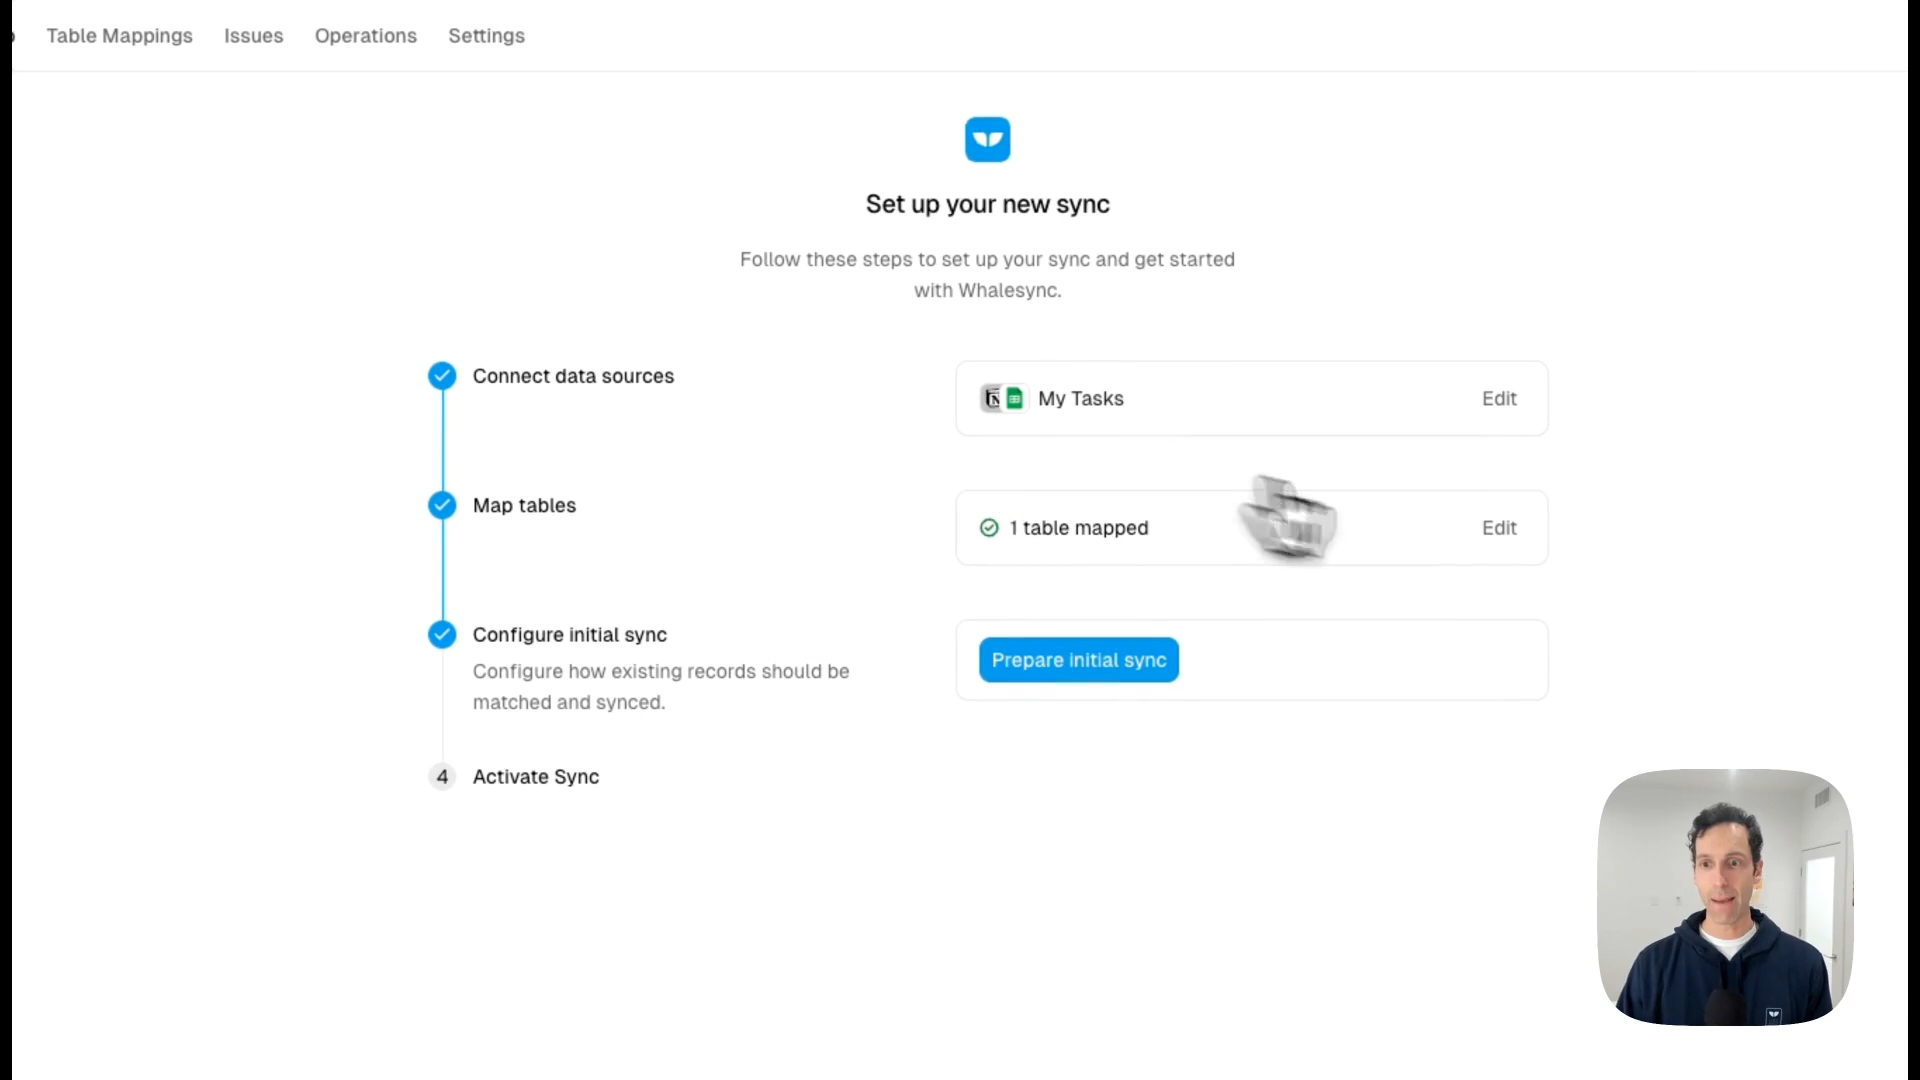 Table Mappings
Issues
Operations
Settings
Set up your new sync
Follow these steps to set up your sync and get started
with Whalesync.
Connect data sources
My Tasks
Edit
Map tables
1 table mapped
Edit
Configure initial sync
Configure how existing records should be
matched and synced.
Prepare initial sync
4
Activate Sync